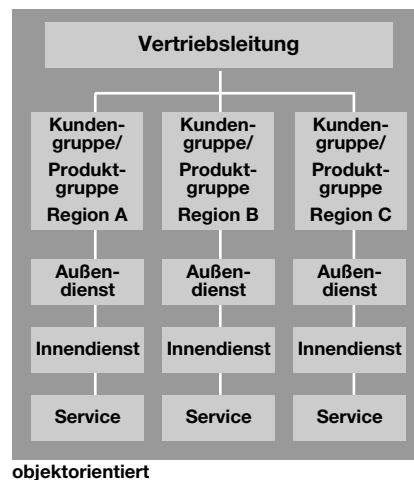 Vertriebsleitung
Kunden-
gruppe/
Produkt-
gruppe
Region A
Kunden-
gruppe/
Produkt-
gruppe
Region B
Kunden-
gruppe/
Produkt-
gruppe
Region C
Außen-
dienst
Außen-
dienst
Außen-
dienst
Innendienst
Innendienst
Innendienst
Service
Service
Service
objektorientiert